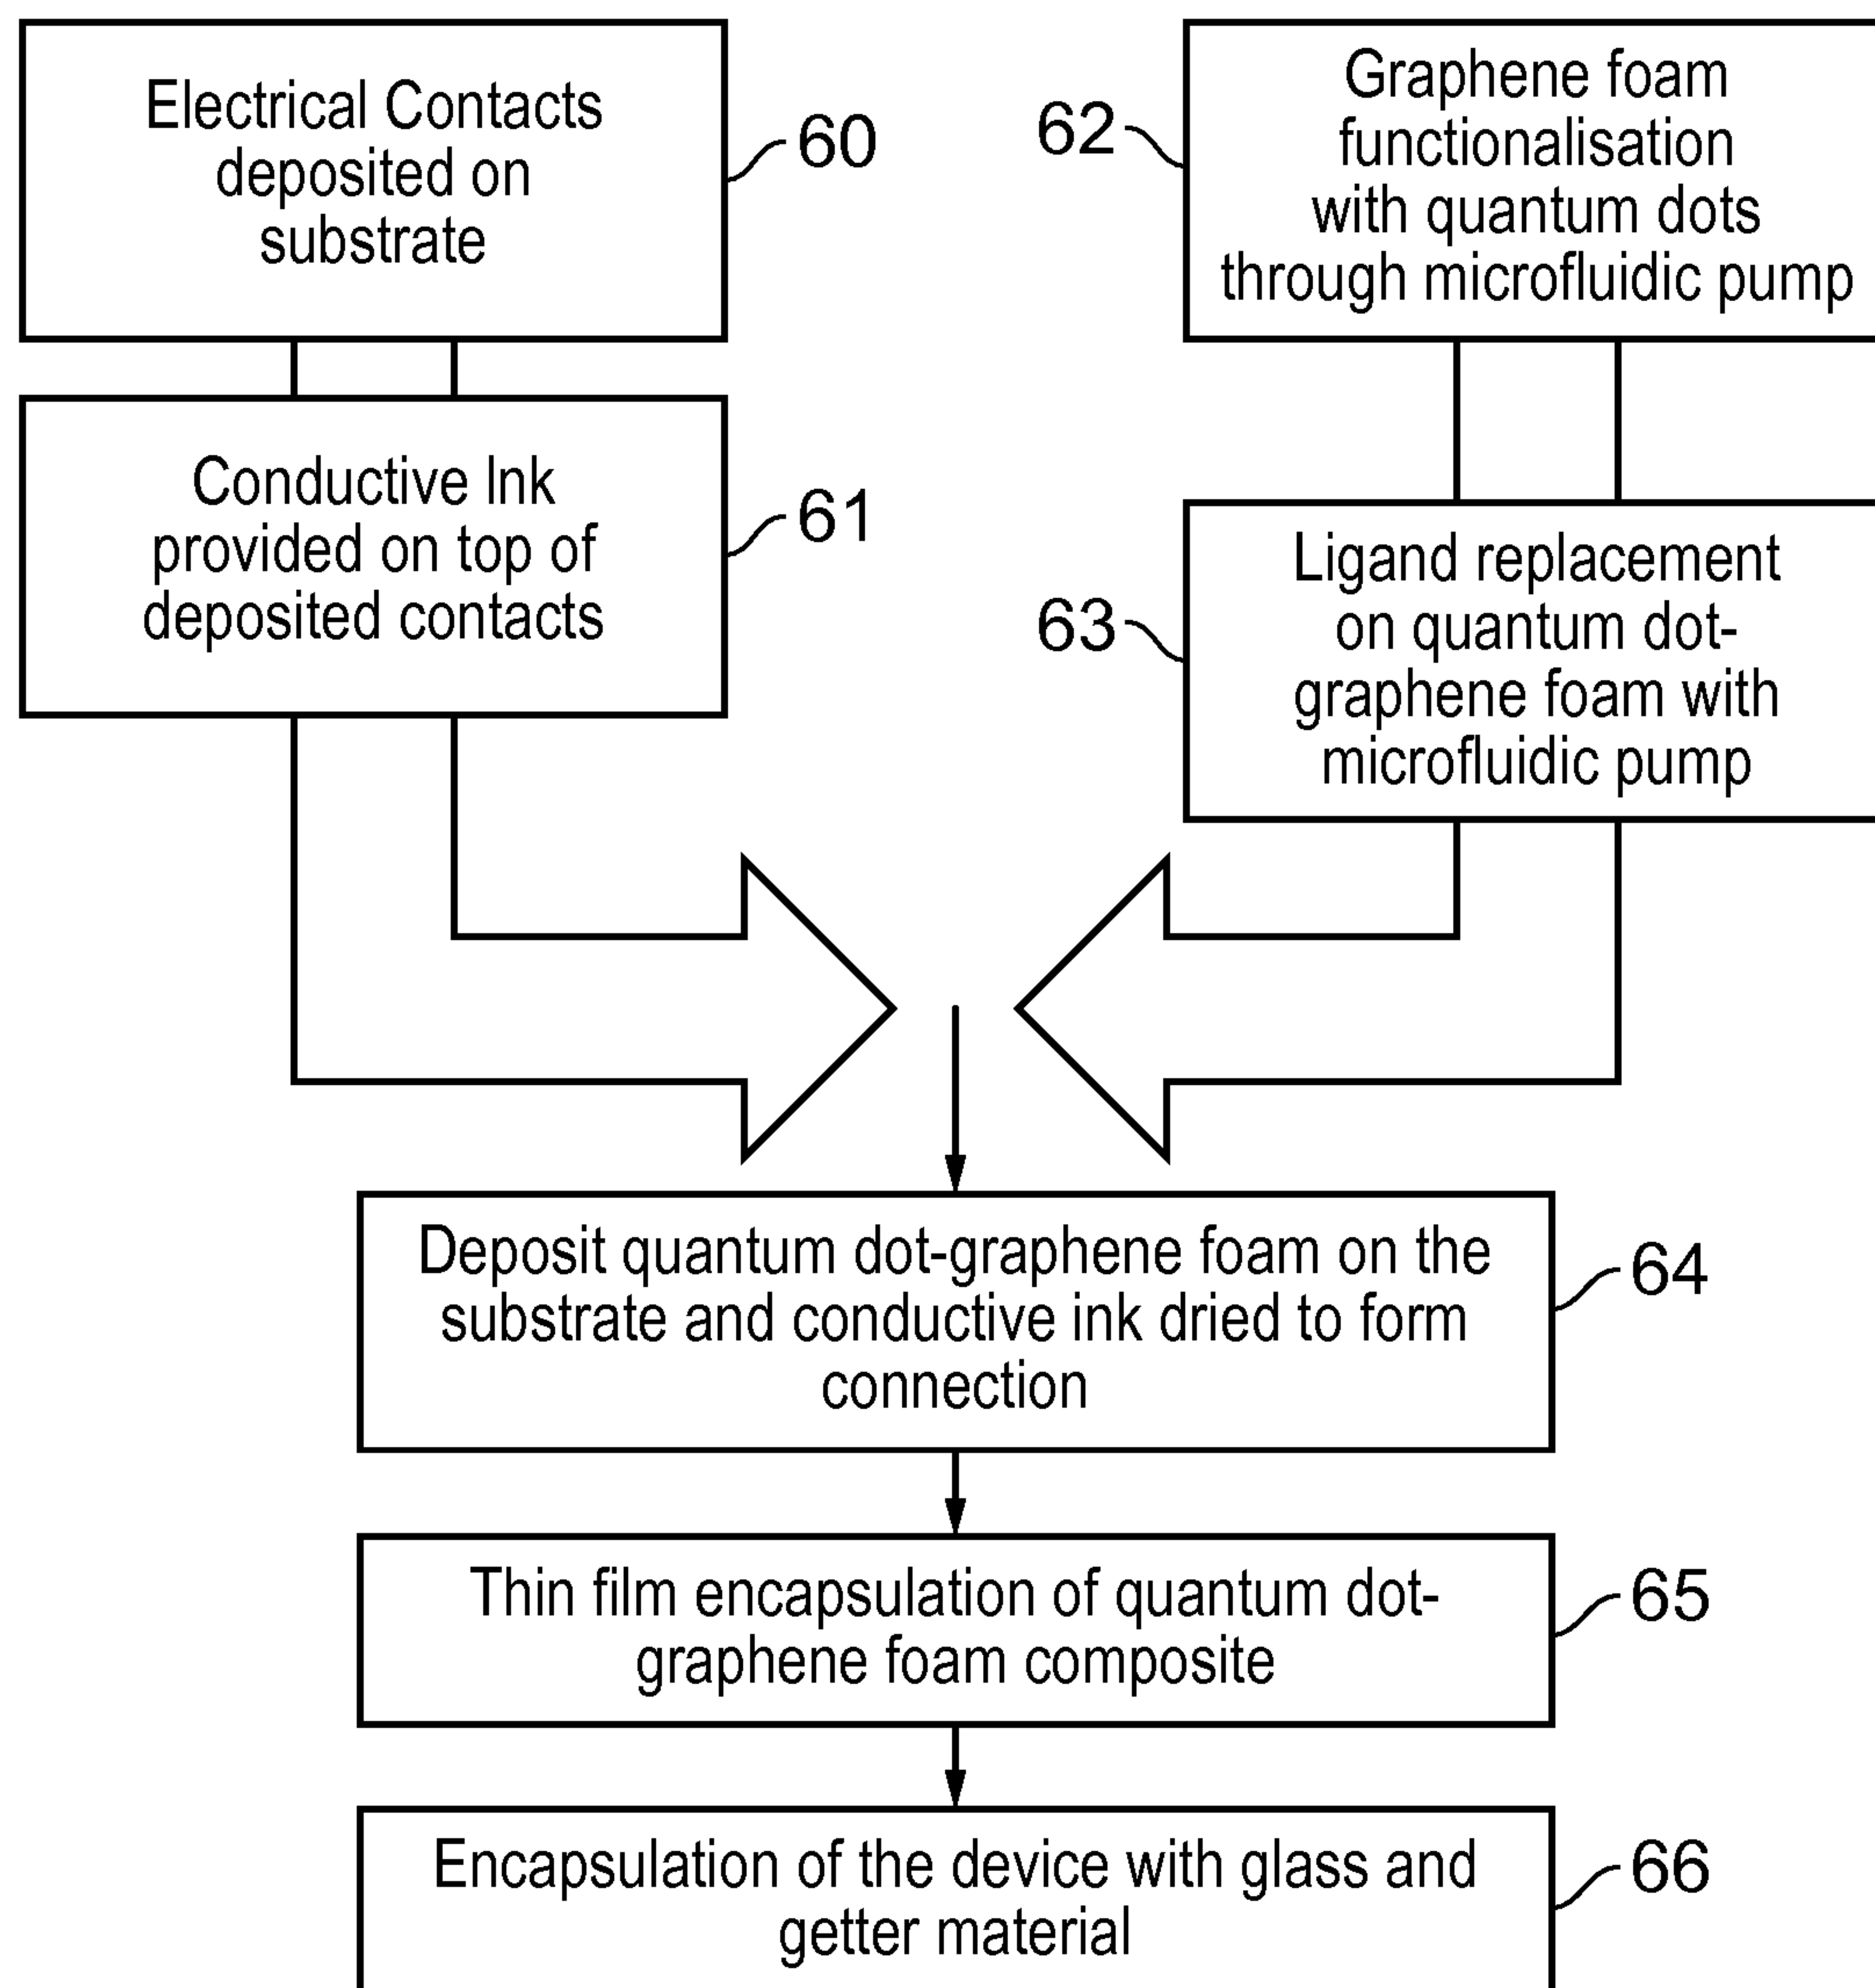 Electrical Contacts
deposited on
substrate
60
Conductive Ink
provided on top of
deposited contacts
61
62
Graphene foam
functionalisation
with quantum dots
through microfluidic pump
63
Ligand replacement
on quantum dot-
graphene foam with
microfluidic pump
Deposit quantum dot-graphene foam on the
substrate and conductive ink dried to form
connection
64
Thin film encapsulation of quantum dot-
graphene foam composite
65
Encapsulation of the device with glass and
getter material
66